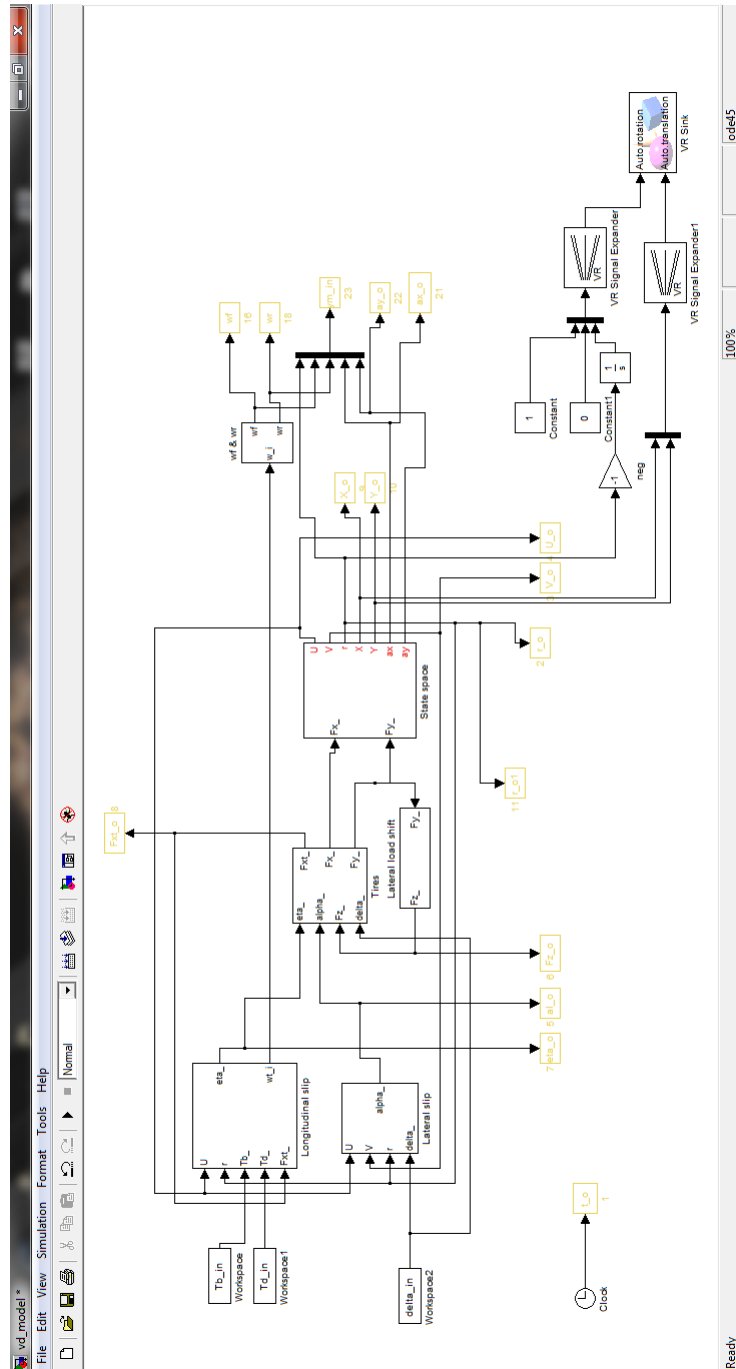 vd_model *
File Edit View Simulation Format Tools Help
Normal
Fxt_o
8
wf
16
wr
18
ym_in
23
ay_o
22
ax_o
21
wf & wr
w_i
wf
wr
Tb_in
Workspace
Td_in
Workspace1
U
r
Tb_
Td_
Fxt_
eta_
wt_i
Longitudinal slip
eta_
alpha_
Fz_
delta_
Fxt_
Fx_
Fy_
Tires
Lateral load shift
Fz_
Fy_
Fx_
Fy_
U
V
r
X
Y
ax
ay
State space
X_o
9
Y_o
10
delta_in
Workspace2
U
V
r
delta_
alpha_
Lateral slip
7
eta_o
5
al_o
6
Fz_o
11
r_o1
2
r_o
3
V_o
4
U_o
1
Constant
0
Constant1
-1
neg
1
s
VR
VR Signal Expander
VR
VR Signal Expander1
Auto.rotation
Auto.translation
VR Sink
Clock
t_o
1
Ready
100%
ode45